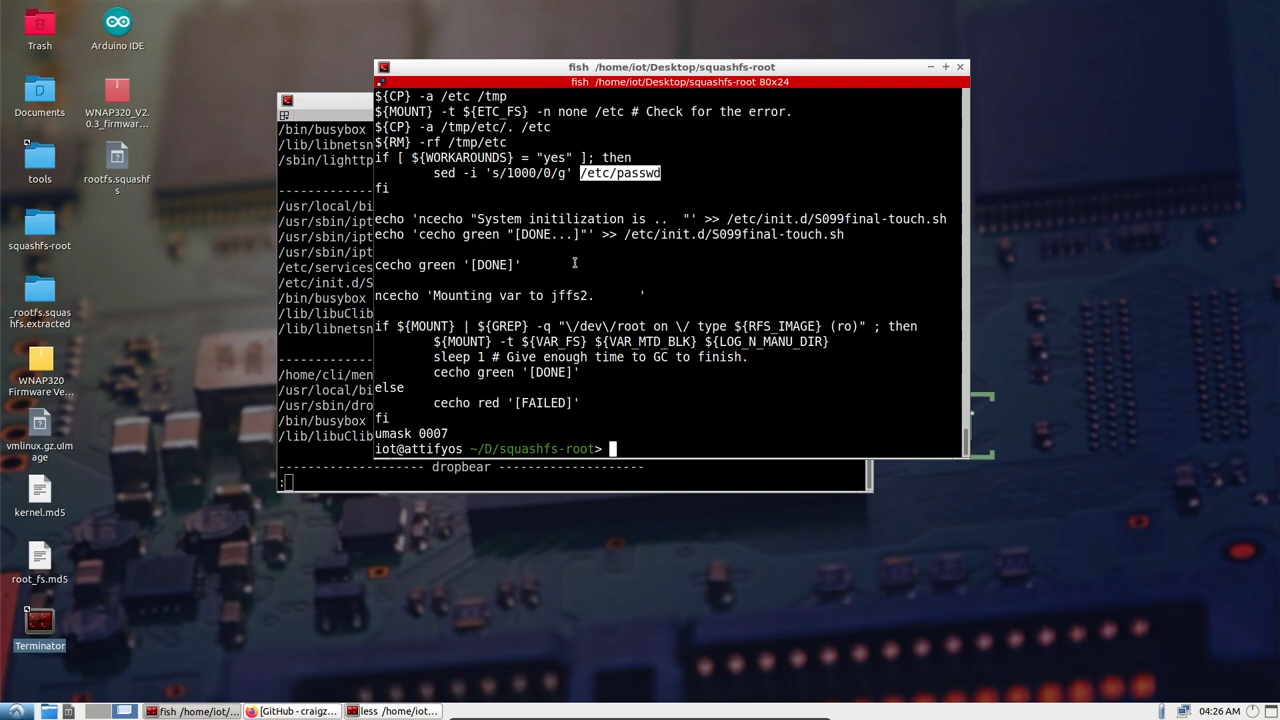 Trash
Arduino IDE
Documents
WNAP320_V2.
0.3_firmwar...
tools
rootfs.squashf
s
squashfs-root
_rootfs.squas
hfs.extracted
WNAP320
Firmware Ve...
vmlinux.gz.uIm
age
kernel.md5
root_fs.md5
Terminator
fish /home/iot/Desktop/squashfs-root
fish /home/iot/Desktop/squashfs-root 80x24
${CP} -a /etc /tmp
${MOUNT} -t ${ETC_FS} -n none /etc # Check for the error.
${CP} -a /tmp/etc/. /etc
${RM} -rf /tmp/etc
if [ ${WORKAROUNDS} = "yes" ]; then
sed -i 's/1000/0/g' /etc/passwd
fi
echo 'ncecho "System initilization is ..  "' >> /etc/init.d/S099final-touch.sh
echo 'cecho green "[DONE...]"' >> /etc/init.d/S099final-touch.sh
cecho green '[DONE]'
ncecho 'Mounting var to jffs2.      '
if ${MOUNT} | ${GREP} -q "\/dev\/root on \/ type ${RFS_IMAGE} (ro)" ; then
${MOUNT} -t ${VAR_FS} ${VAR_MTD_BLK} ${LOG_N_MANU_DIR}
sleep 1 # Give enough time to GC to finish.
cecho green '[DONE]'
else
cecho red '[FAILED]'
fi
umask 0007
iot@attifyos ~/D/squashfs-root>
/bin/busybox
/lib/libnetsn
/sbin/lighttp
-------------
/usr/local/bi
/usr/sbin/ipt
/usr/sbin/ipt
/usr/sbin/ipt
/etc/services
/etc/init.d/S
/bin/busybox
/lib/libuClib
/lib/libnetsn
-------------
/home/cli/men
/usr/local/bi
/usr/sbin/dro
/bin/busybox
/lib/libuClib
-------------------- dropbear --------------------
:
fish /home/iot/...
[GitHub - craigz...
less /home/iot...
04:26 AM